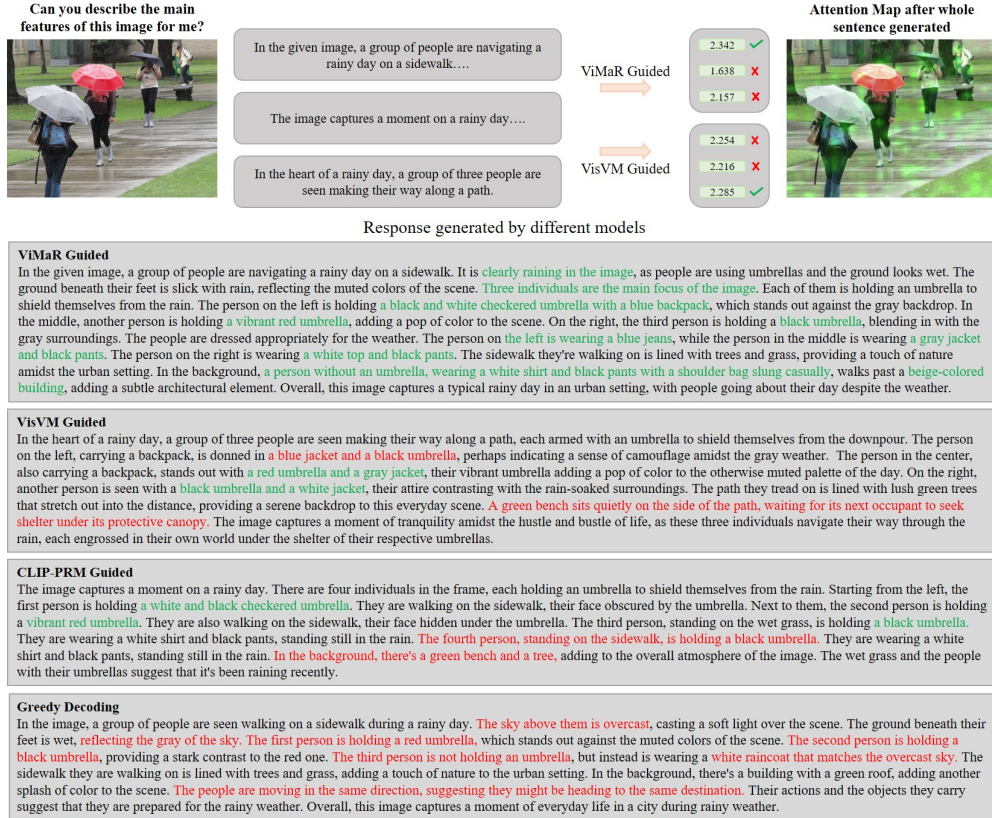 Can you describe the main
features of this image for me?
In the given image, a group of people are navigating a
rainy day on a sidewalk….
The image captures a moment on a rainy day….
In the heart of a rainy day, a group of three people are
seen making their way along a path.
ViMaR Guided
VisVM Guided
2.342
1.638
2.157
2.254
2.216
2.285
Attention Map after whole
sentence generated
Response generated by different models
ViMaR Guided
In the given image, a group of people are navigating a rainy day on a sidewalk. It is clearly raining in the image, as people are using umbrellas and the ground looks wet. The
ground beneath their feet is slick with rain, reflecting the muted colors of the scene. Three individuals are the main focus of the image. Each of them is holding an umbrella to
shield themselves from the rain. The person on the left is holding a black and white checkered umbrella with a blue backpack, which stands out against the gray backdrop. In
the middle, another person is holding a vibrant red umbrella, adding a pop of color to the scene. On the right, the third person is holding a black umbrella, blending in with the
gray surroundings. The people are dressed appropriately for the weather. The person on the left is wearing a blue jeans, while the person in the middle is wearing a gray jacket
and black pants. The person on the right is wearing a white top and black pants. The sidewalk they're walking on is lined with trees and grass, providing a touch of nature
amidst the urban setting. In the background, a person without an umbrella, wearing a white shirt and black pants with a shoulder bag slung casually, walks past a beige-colored
building, adding a subtle architectural element. Overall, this image captures a typical rainy day in an urban setting, with people going about their day despite the weather.
VisVM Guided
In the heart of a rainy day, a group of three people are seen making their way along a path, each armed with an umbrella to shield themselves from the downpour. The person
on the left, carrying a backpack, is donned in a blue jacket and a black umbrella, perhaps indicating a sense of camouflage amidst the gray weather. The person in the center,
also carrying a backpack, stands out with a red umbrella and a gray jacket, their vibrant umbrella adding a pop of color to the otherwise muted palette of the day. On the right,
another person is seen with a black umbrella and a white jacket, their attire contrasting with the rain-soaked surroundings. The path they tread on is lined with lush green trees
that stretch out into the distance, providing a serene backdrop to this everyday scene. A green bench sits quietly on the side of the path, waiting for its next occupant to seek
shelter under its protective canopy. The image captures a moment of tranquility amidst the hustle and bustle of life, as these three individuals navigate their way through the
rain, each engrossed in their own world under the shelter of their respective umbrellas.
CLIP-PRM Guided
The image captures a moment on a rainy day. There are four individuals in the frame, each holding an umbrella to shield themselves from the rain. Starting from the left, the
first person is holding a white and black checkered umbrella. They are walking on the sidewalk, their face obscured by the umbrella. Next to them, the second person is holding
a vibrant red umbrella. They are also walking on the sidewalk, their face hidden under the umbrella. The third person, standing on the wet grass, is holding a black umbrella.
They are wearing a white shirt and black pants, standing still in the rain. The fourth person, standing on the sidewalk, is holding a black umbrella. They are wearing a white
shirt and black pants, standing still in the rain. In the background, there's a green bench and a tree, adding to the overall atmosphere of the image. The wet grass and the people
with their umbrellas suggest that it's been raining recently.
Greedy Decoding
In the image, a group of people are seen walking on a sidewalk during a rainy day. The sky above them is overcast, casting a soft light over the scene. The ground beneath their
feet is wet, reflecting the gray of the sky. The first person is holding a red umbrella, which stands out against the muted colors of the scene. The second person is holding a
black umbrella, providing a stark contrast to the red one. The third person is not holding an umbrella, but instead is wearing a white raincoat that matches the overcast sky. The
sidewalk they are walking on is lined with trees and grass, adding a touch of nature to the urban setting. In the background, there's a building with a green roof, adding another
splash of color to the scene. The people are moving in the same direction, suggesting they might be heading to the same destination. Their actions and the objects they carry
suggest that they are prepared for the rainy weather. Overall, this image captures a moment of everyday life in a city during rainy weather.